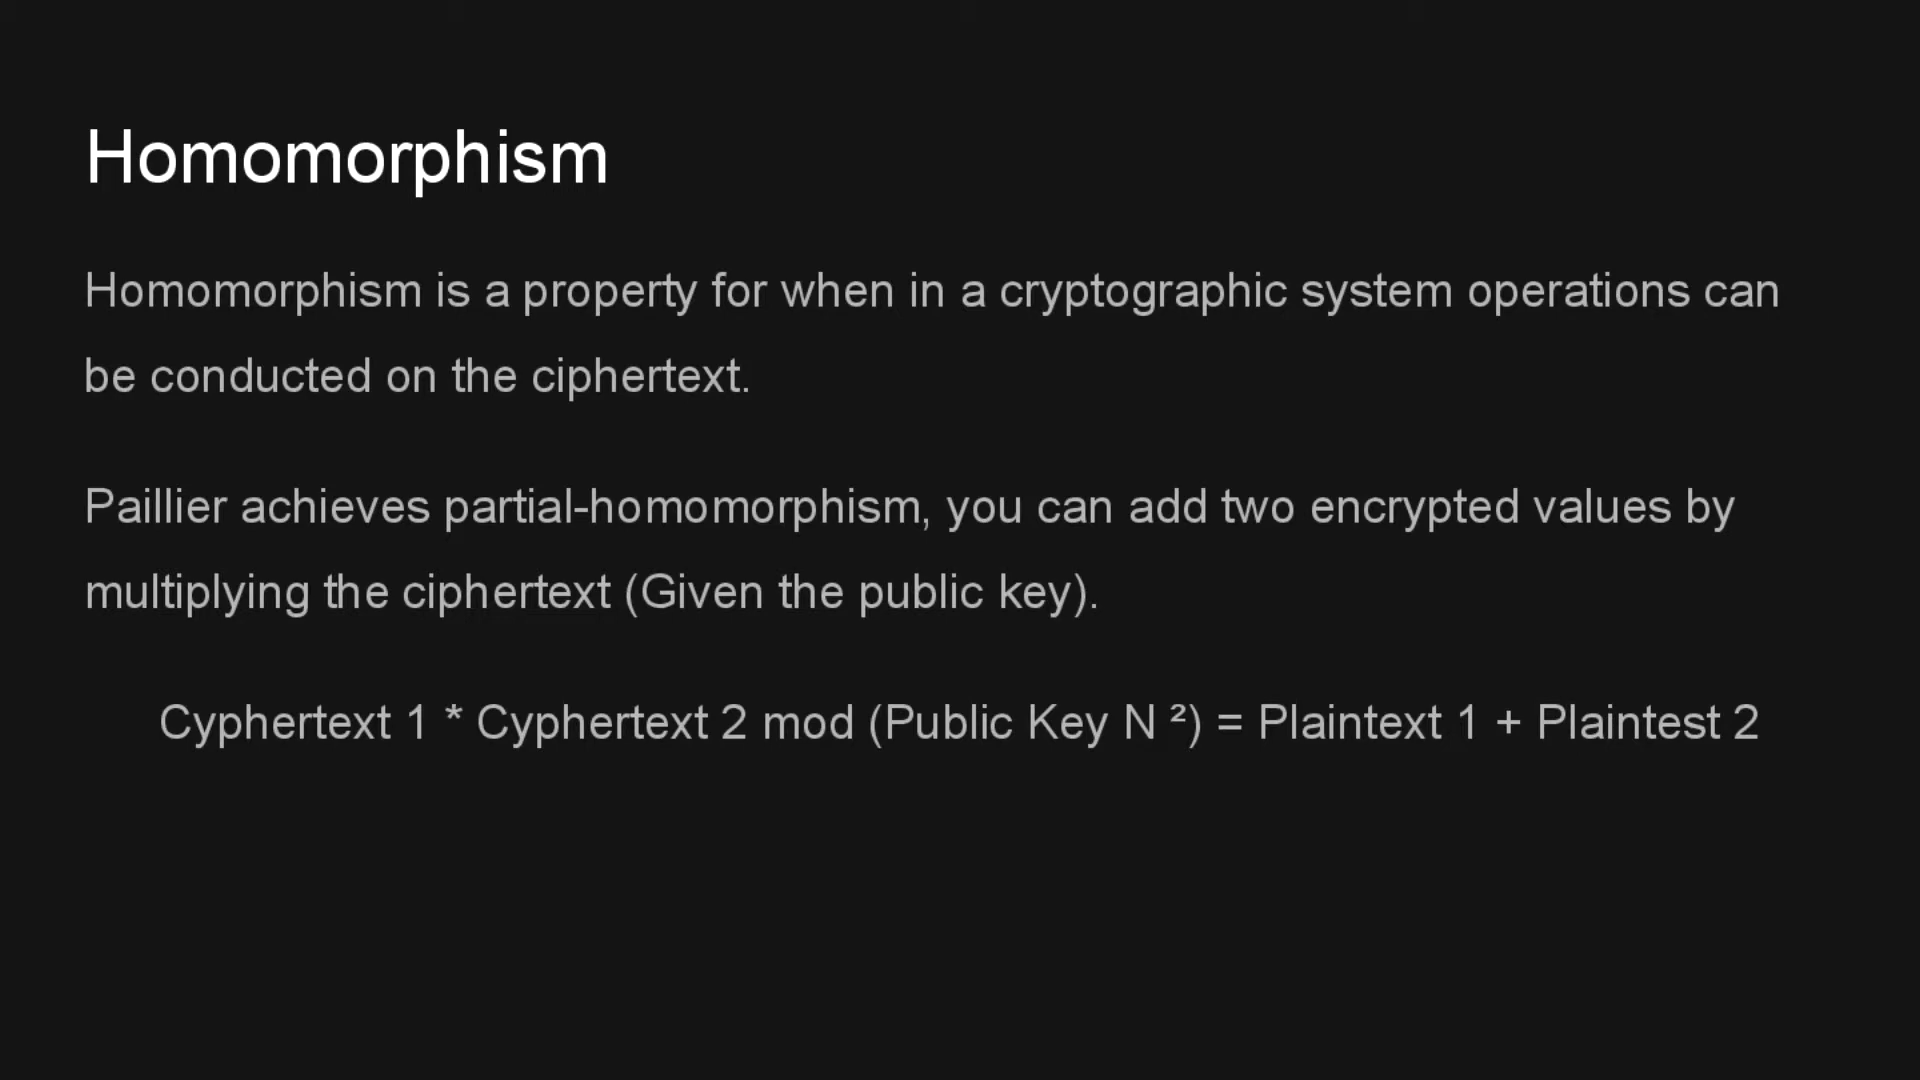 Homomorphism
Homomorphism is a property for when in a cryptographic system operations can
be conducted on the ciphertext.
Paillier achieves partial-homomorphism, you can add two encrypted values by
multiplying the ciphertext (Given the public key).
Cyphertext 1 * Cyphertext 2 mod (Public Key N ²) = Plaintext 1 + Plaintest 2